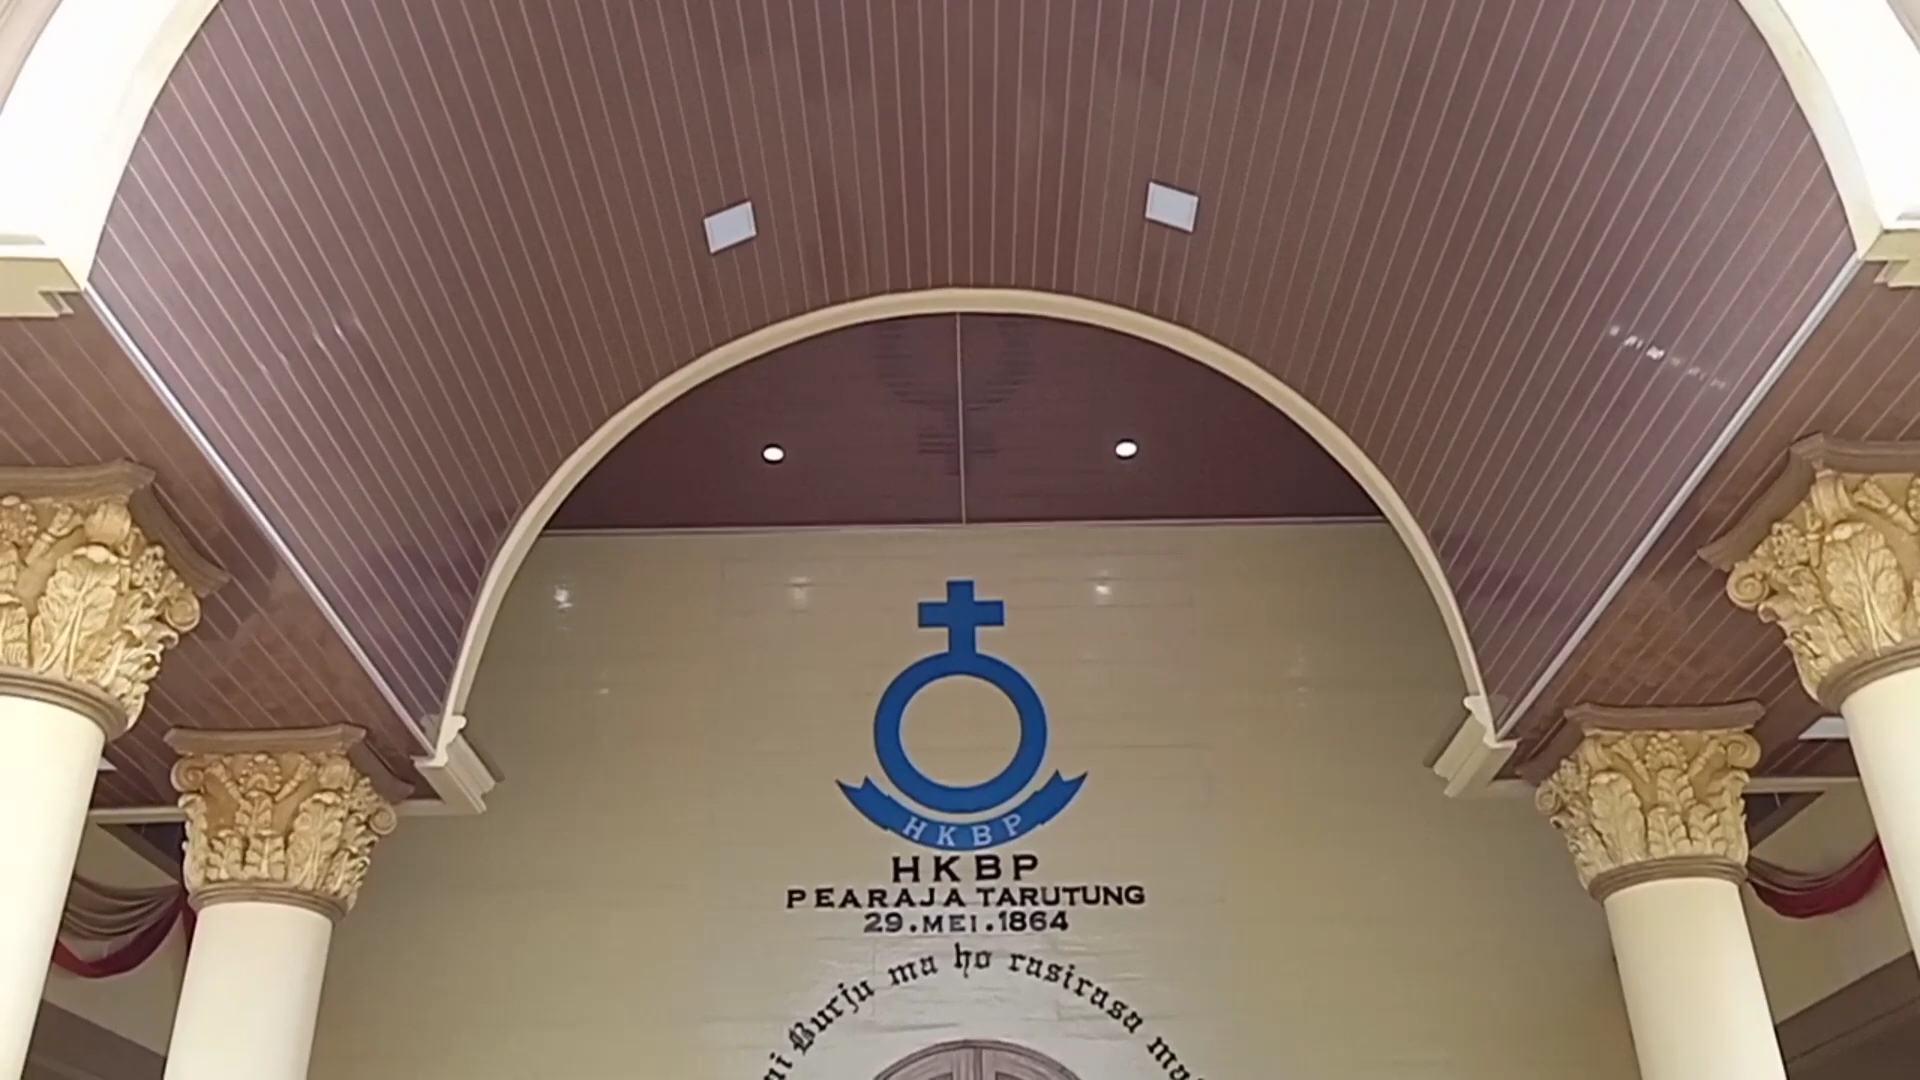 HKBP
HKBP
PEARAJA TARUTUNG
29.MEI.1864
Burju ma ho rasirasa